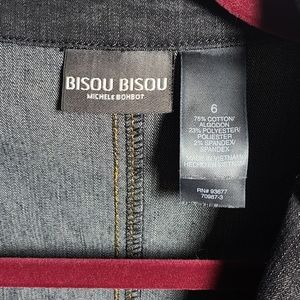 BISOU BISOU
MICHELE BOHBOT
6
75% COTTON/
ALGODON
23% POLYESTER/
POLIESTER
2% SPANDEX/
SPANDEX
MADE IN VIETNAM/
HECHO EN VIETNAM
RN# 93677
70987-3